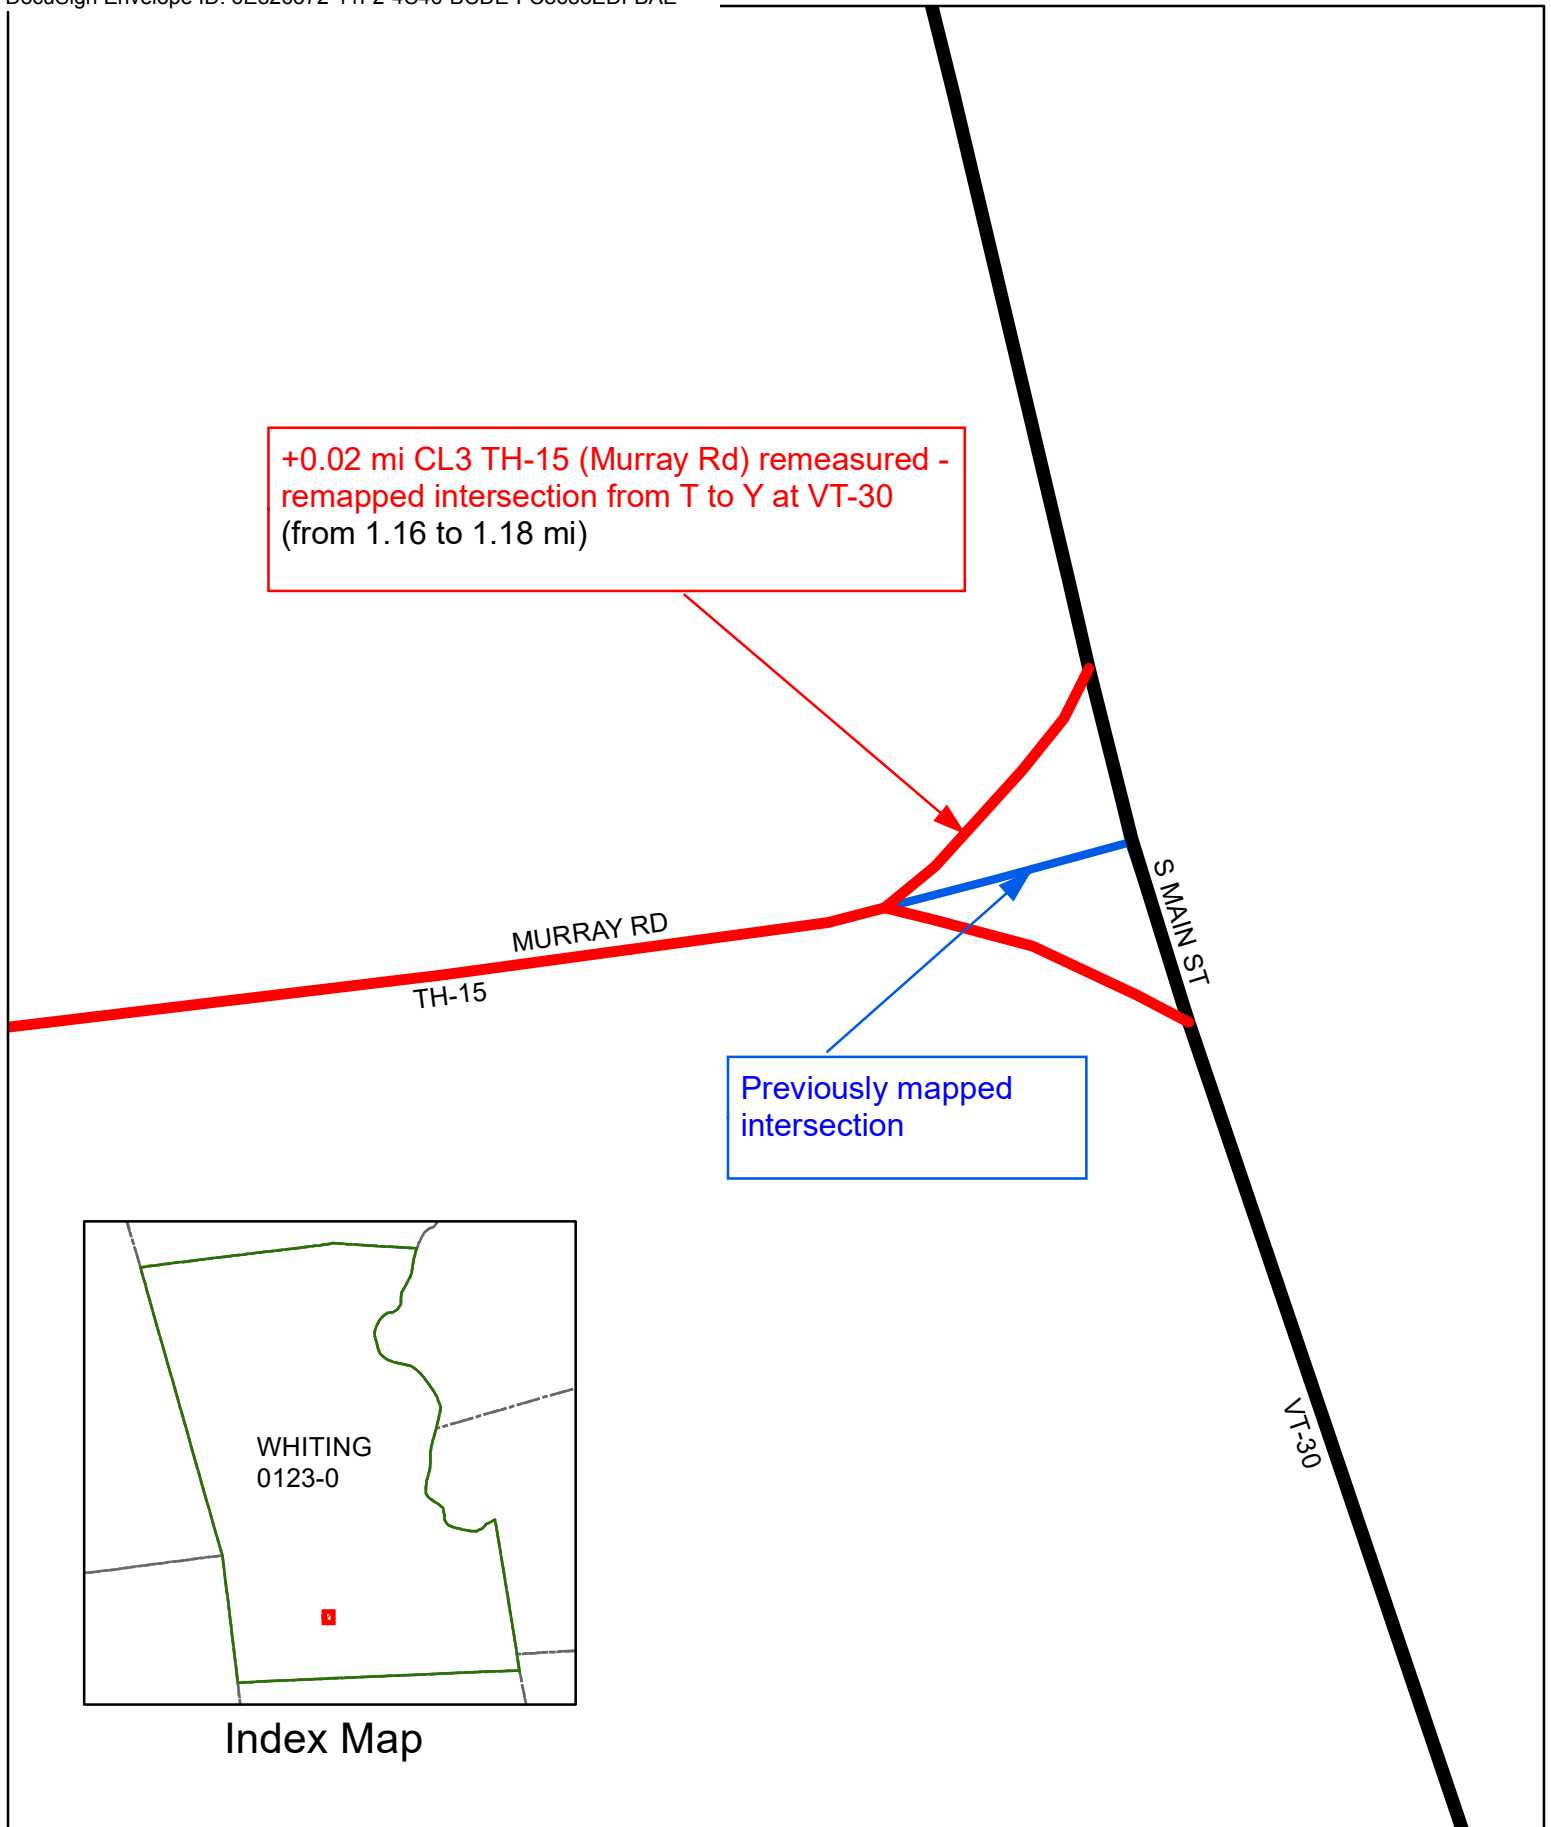 +0.02 mi CL3 TH-15 (Murray Rd) remeasured -
remapped intersection from T to Y at VT-30
(from 1.16 to 1.18 mi)
S MAIN ST
MURRAY RD
TH-15
Previously mapped
intersection
VT-30
WHITING
0123-0
Index Map